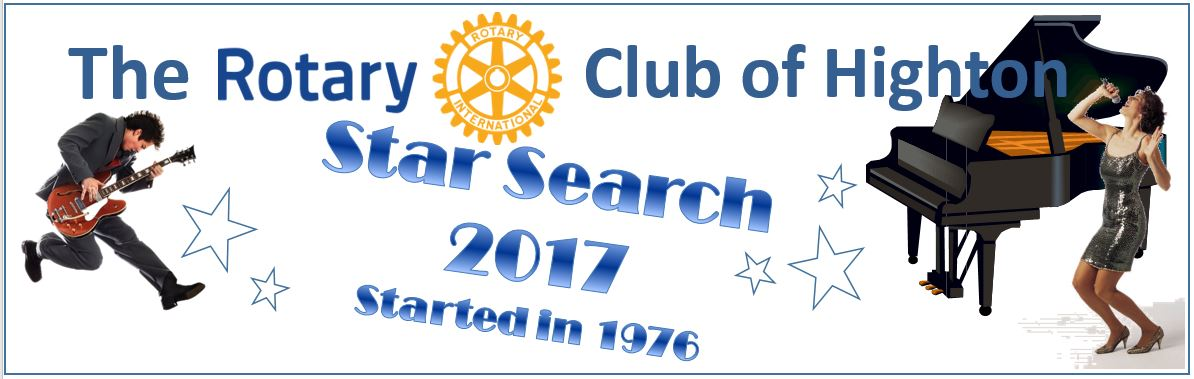 The Rotary Club of Highton
ROTARY
INTERNATIONAL
Star Search
2017
Started in 1976